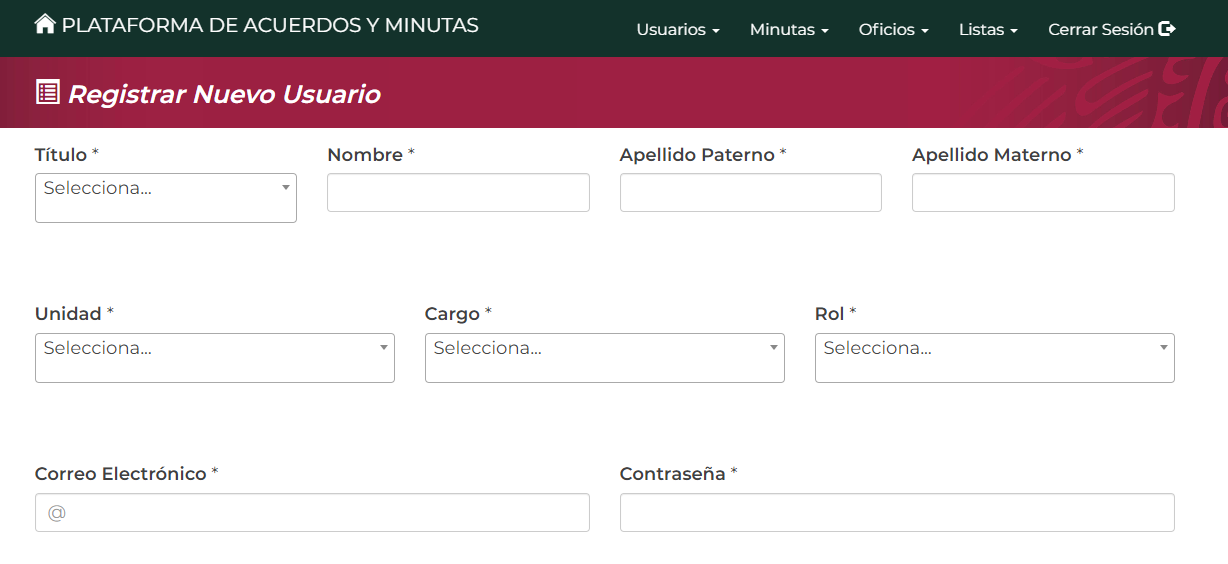 PLATAFORMA DE ACUERDOS Y MINUTAS
Usuarios Minutas Oficios Listas Cerrar Sesión
Registrar Nuevo Usuario
Título * Nombre * Apellido Paterno * Apellido Materno *
Selecciona...
Unidad * Cargo * Rol *
Selecciona... Selecciona... Selecciona...
Correo Electrónico * Contraseña *
@